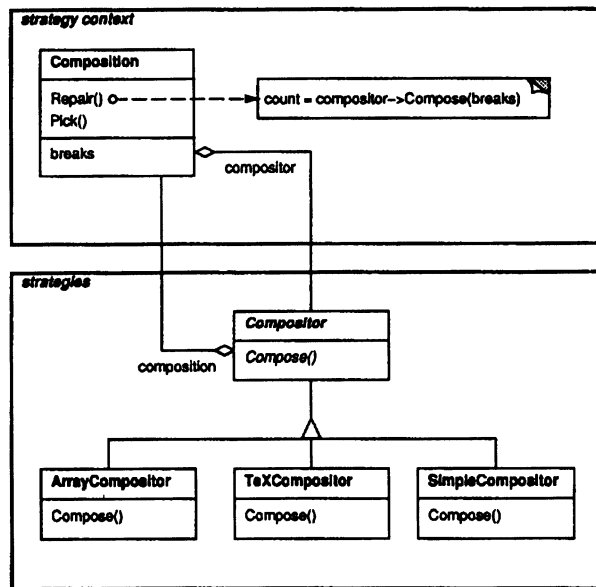 strategy context
Composition
Repair()
count = compositor->Compose(breaks)
Pick()
breaks
compositor
strategies
Compositor
Compose()
composition
ArrayCompositor
TeXCompositor
SimpleCompositor
Compose()
Compose()
Compose()